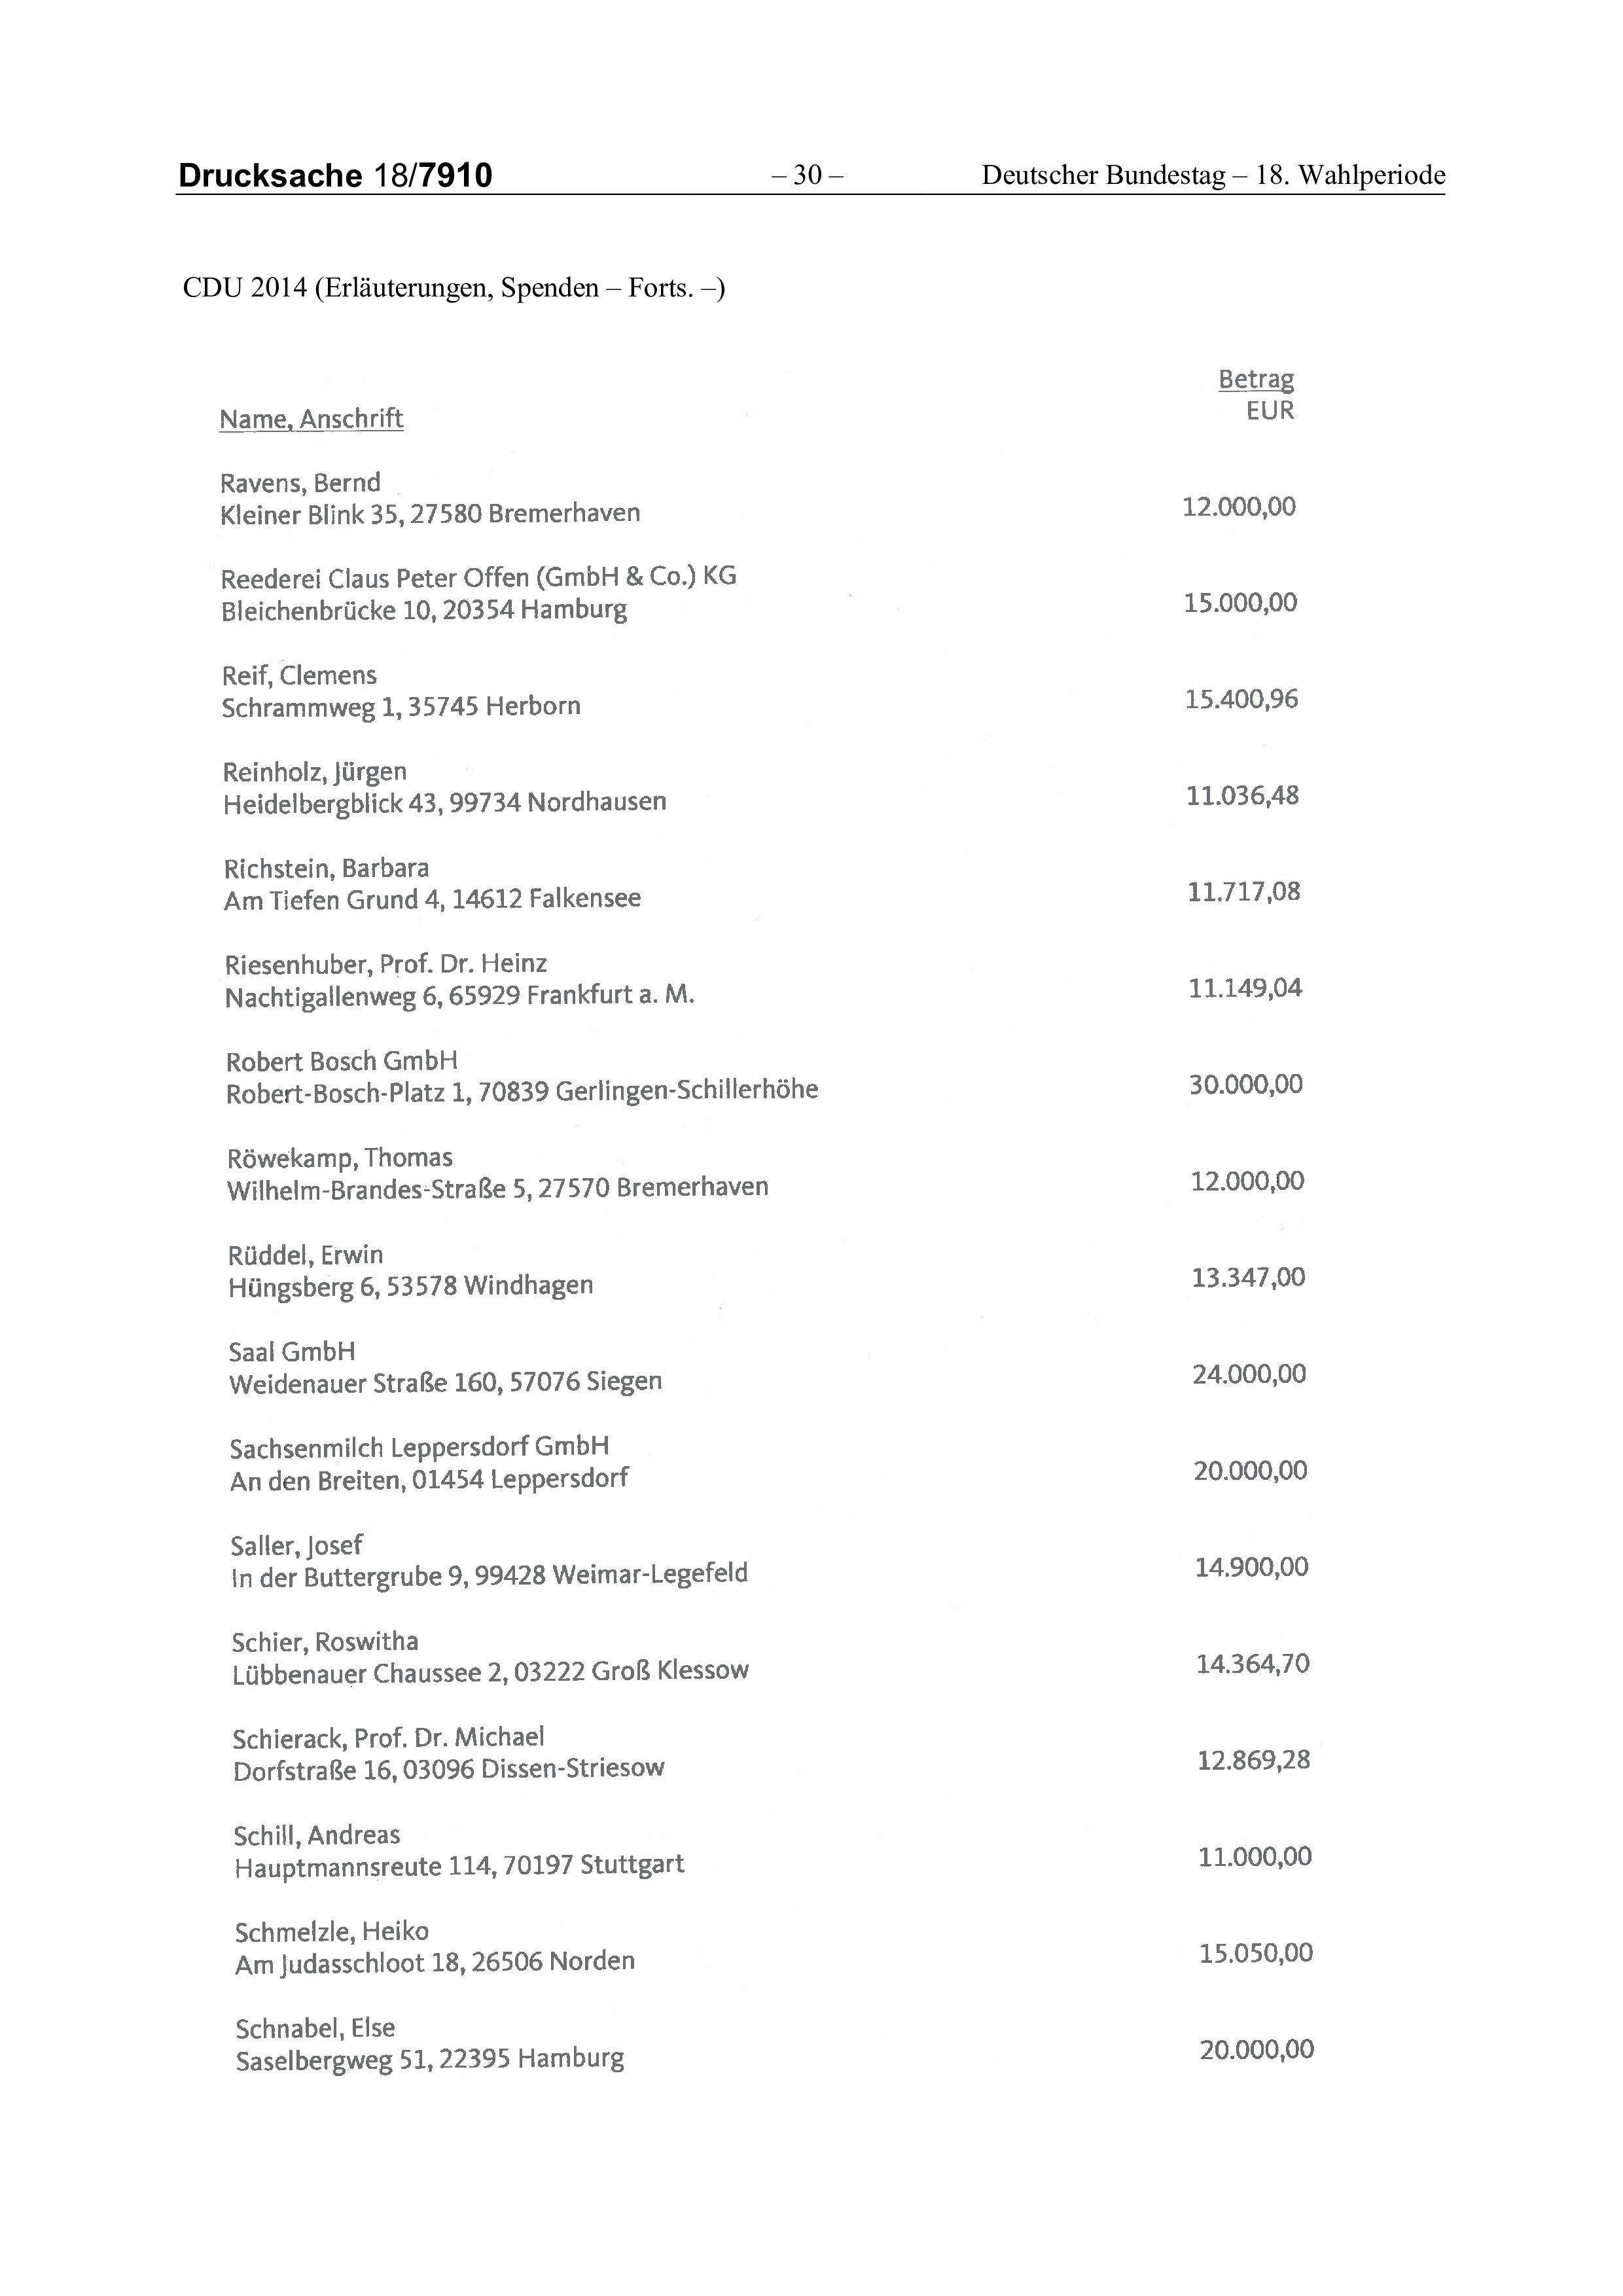 Drucksache 18/7910 – 30 – Deutscher Bundestag – 18. Wahlperiode
CDU 2014 (Erläuterungen, Spenden – Forts. –)
Betrag
Name, Anschrift EUR
Ravens, Bernd
Kleiner Blink 35, 27580 Bremerhaven 12.000,00
Reederei Claus Peter Offen (GmbH & Co.) KG
Bleichenbrücke 10, 20354 Hamburg 15.000,00
Reif, Clemens
Schrammweg 1, 35745 Herborn 15.400,96
Reinholz, Jürgen
Heidelbergblick 43, 99734 Nordhausen 11.036,48
Richstein, Barbara
Am Tiefen Grund 4, 14612 Falkensee 11.717,08
Riesenhuber, Prof. Dr. Heinz
Nachtigallenweg 6, 65929 Frankfurt a. M. 11.149,04
Robert Bosch GmbH
Robert-Bosch-Platz 1, 70839 Gerlingen-Schillerhöhe 30.000,00
Röwekamp, Thomas
Wilhelm-Brandes-Straße 5, 27570 Bremerhaven 12.000,00
Rüddel, Erwin
Hüngsberg 6, 53578 Windhagen 13.347,00
Saal GmbH
Weidenauer Straße 160, 57076 Siegen 24.000,00
Sachsenmilch Leppersdorf GmbH
An den Breiten, 01454 Leppersdorf 20.000,00
Saller, Josef
In der Buttergrube 9, 99428 Weimar-Legefeld 14.900,00
Schier, Roswitha
Lübbenauer Chaussee 2, 03222 Groß Klessow 14.364,70
Schierack, Prof. Dr. Michael
Dorfstraße 16, 03096 Dissen-Striesow 12.869,28
Schill, Andreas
Hauptmannsreute 114, 70197 Stuttgart 11.000,00
Schmelzle, Heiko
Am Judasschloot 18, 26506 Norden 15.050,00
Schnabel, Else
Saselbergweg 51, 22395 Hamburg 20.000,00